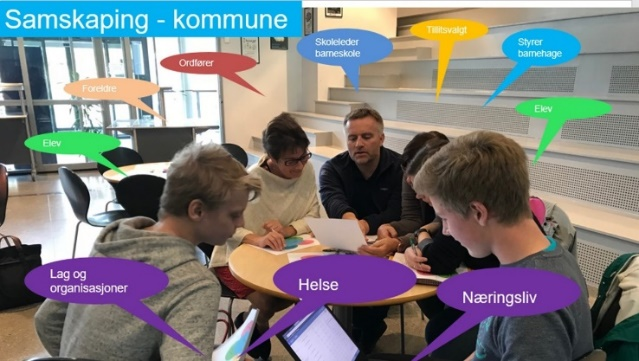 Samskaping - kommune
Tillitsvalgt
Skoleleder
barneskole
Styrer
barnehage
Ordfører
Foreldre
Elev
Elev
Lag og
organisasjoner
Helse
Næringsliv